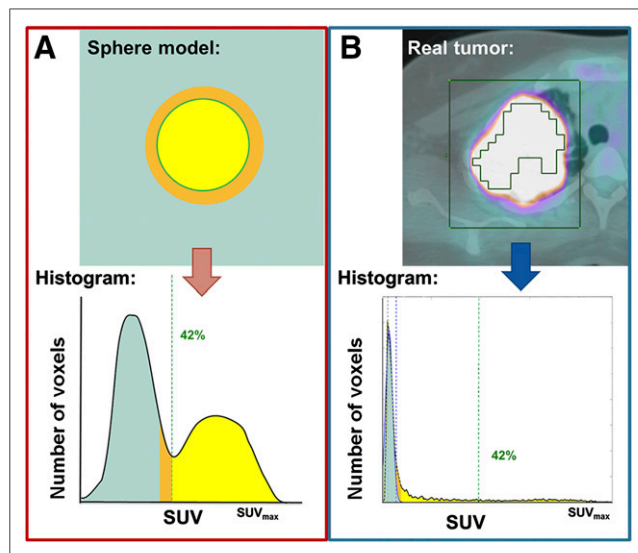 A
Sphere model:
Histogram:
42%
Number of voxels
SUV
SUVmax
B
Real tumor:
Histogram:
42%
Number of voxels
SUV
SUVmax